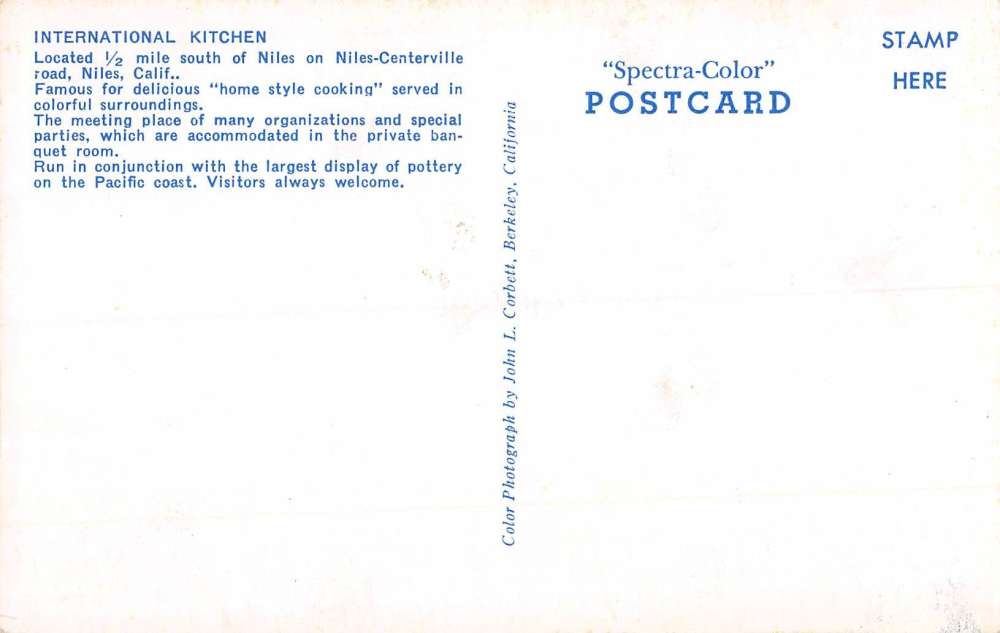 INTERNATIONAL KITCHEN
Located ½ mile south of Niles on Niles-Centerville
road, Niles, Calif..
Famous for delicious "home style cooking" served in
colorful surroundings.
The meeting place of many organizations and special
parties, which are accommodated in the private ban-
quet room.
Run in conjunction with the largest display of pottery
on the Pacific coast. Visitors always welcome.
Color Photograph by John L. Corbett, Berkeley, California
“Spectra-Color”
POSTCARD
STAMP
HERE